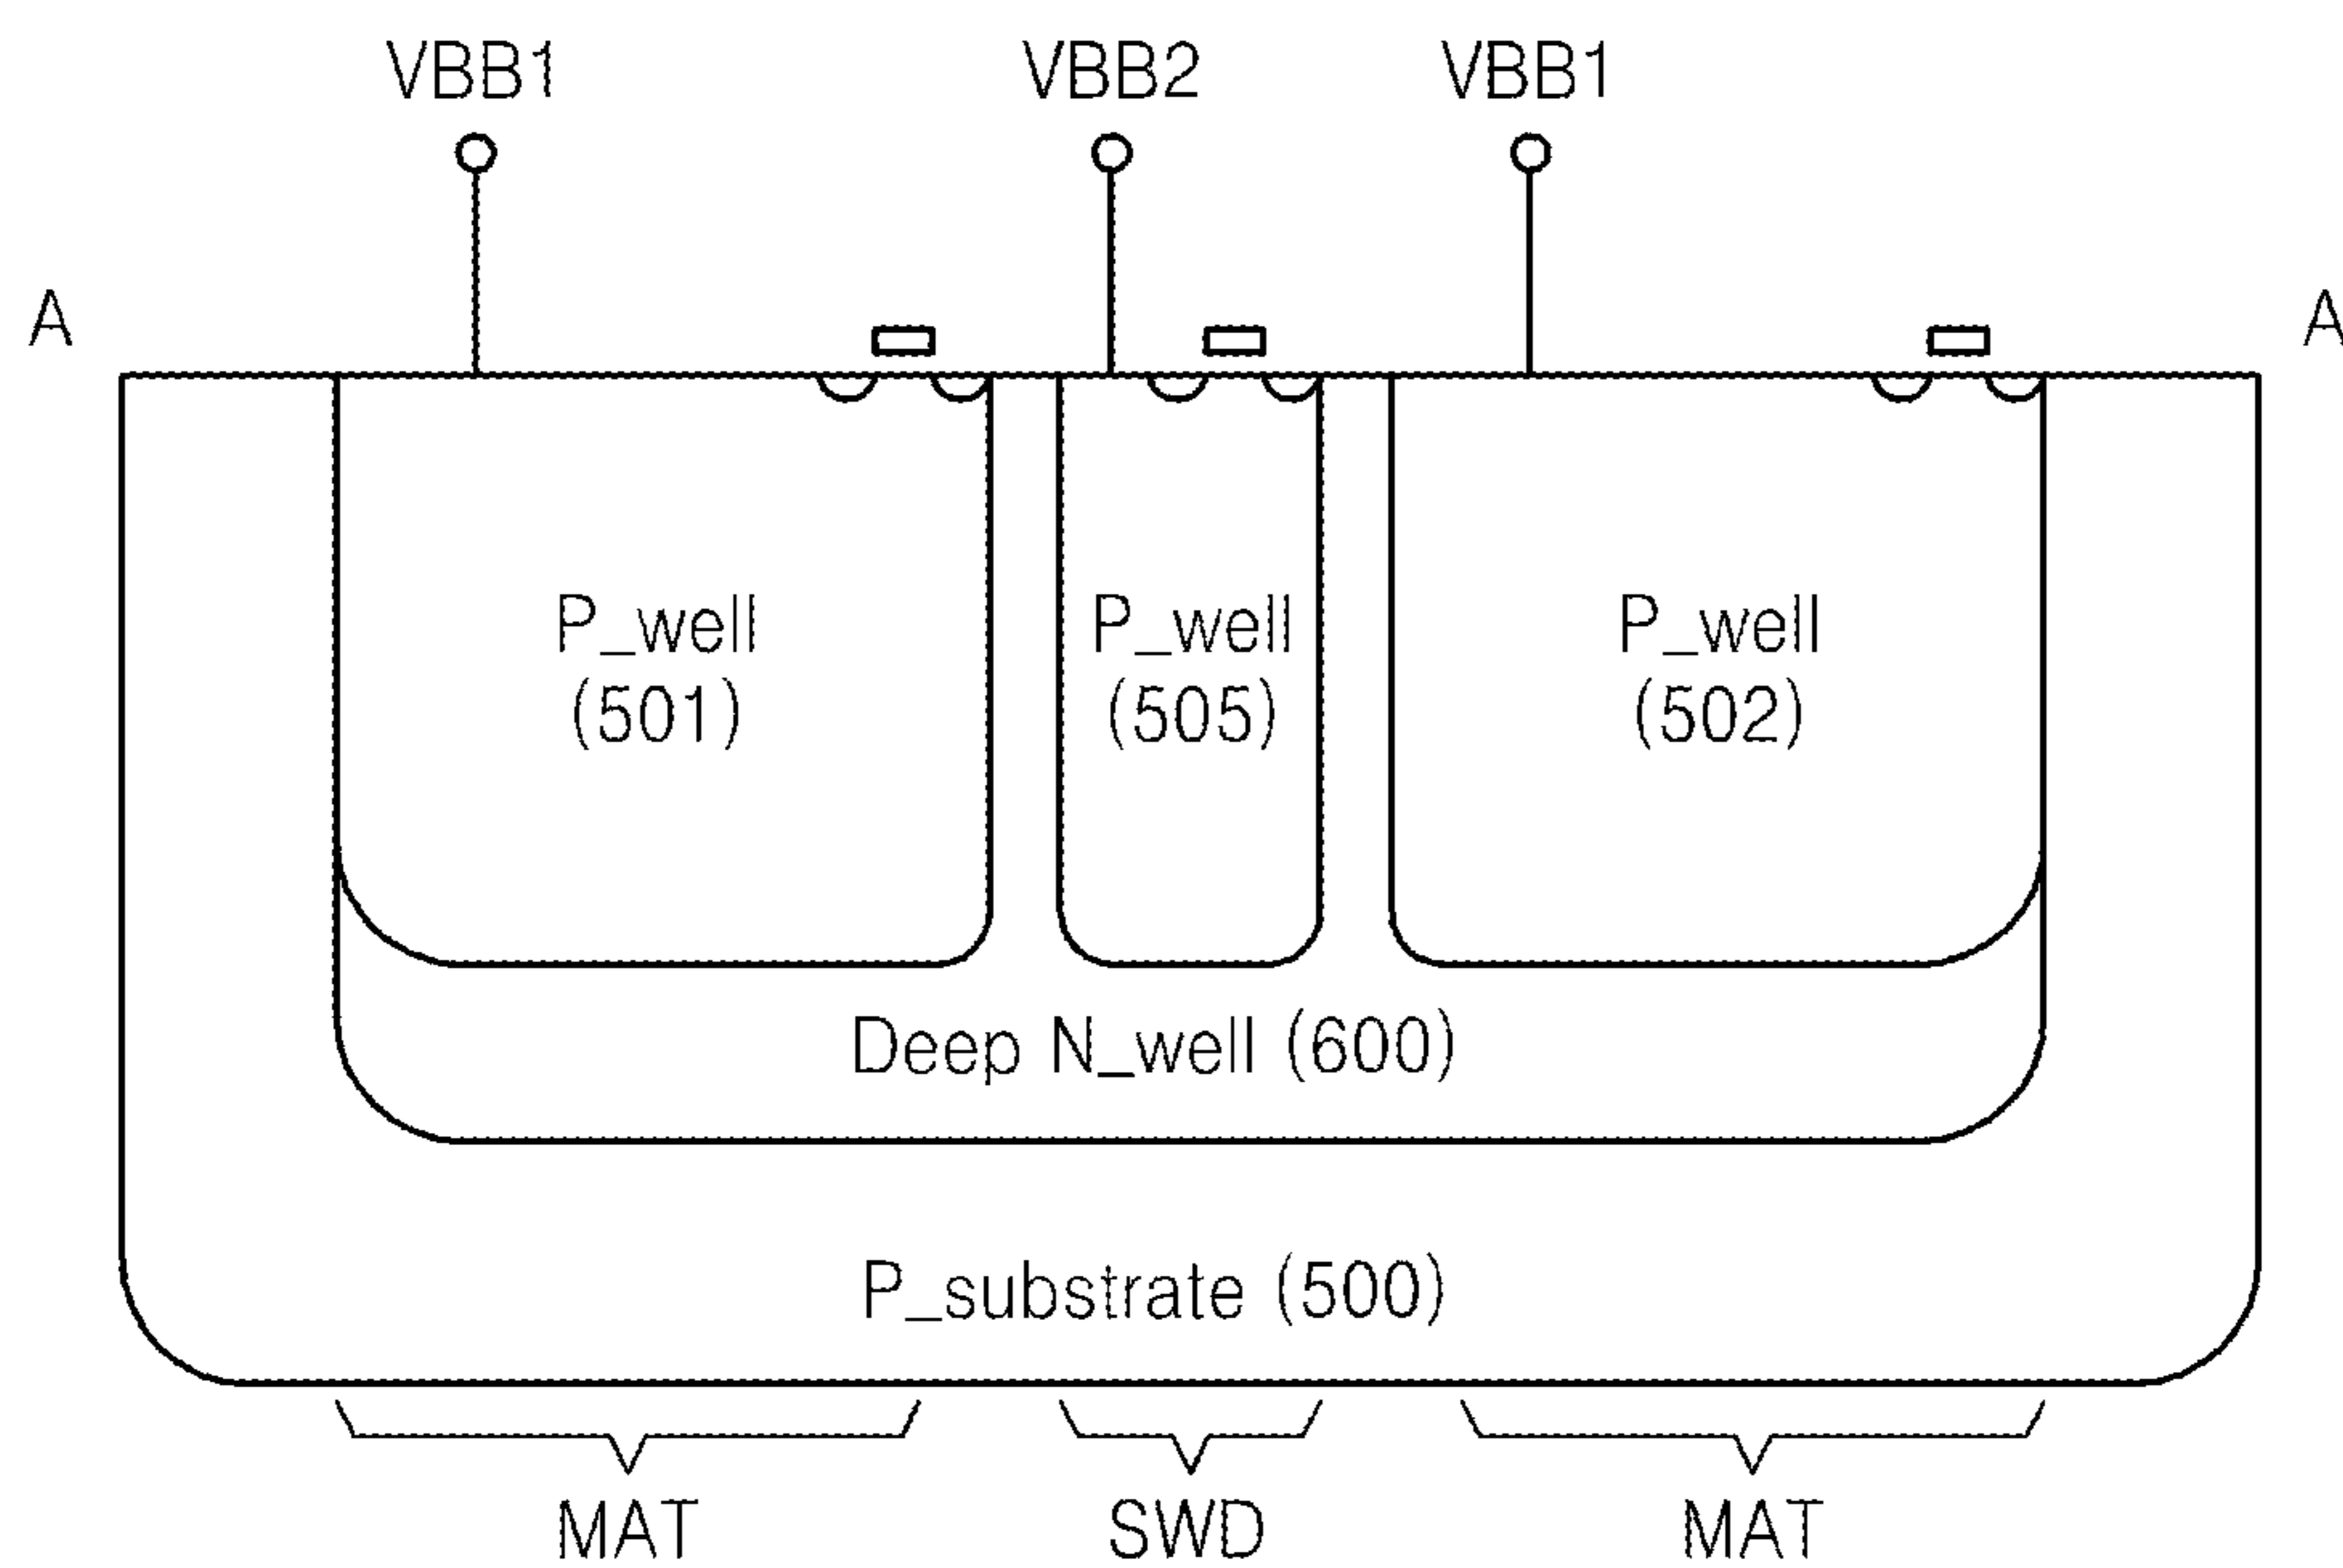 VBB1 VBB2 VBB1
A A
P_well P_well P_well
(501) (505) (502)
Deep N_well (600)
P_substrate (500)
MAT SWD MAT